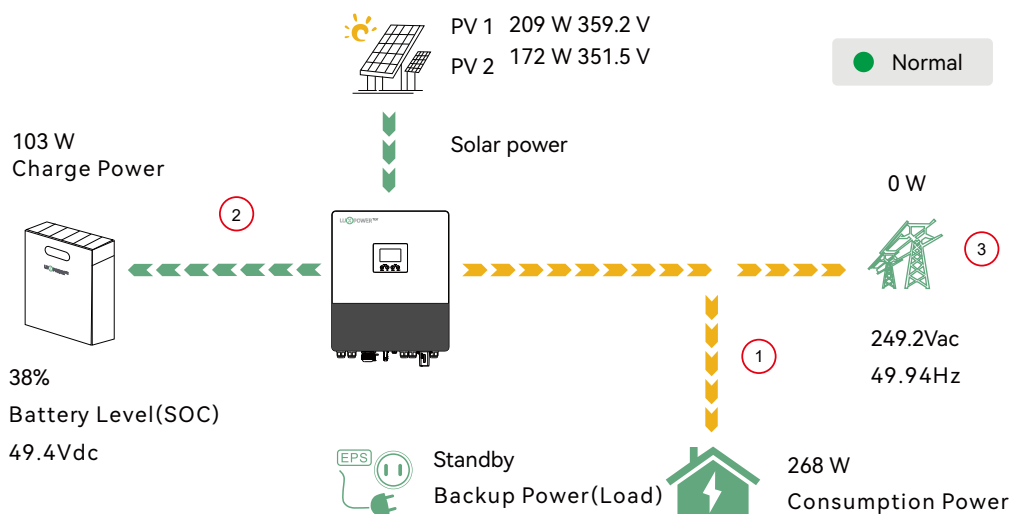 PV 1 209 W 359.2 V
PV 2 172 W 351.5 V
Normal
Solar power
103 W
Charge Power
0 W
2
LUXPOWERTEK
3
1
249.2Vac
49.94Hz
38%
Battery Level(SOC)
49.4Vdc
EPS
Standby
Backup Power(Load)
268 W
Consumption Power